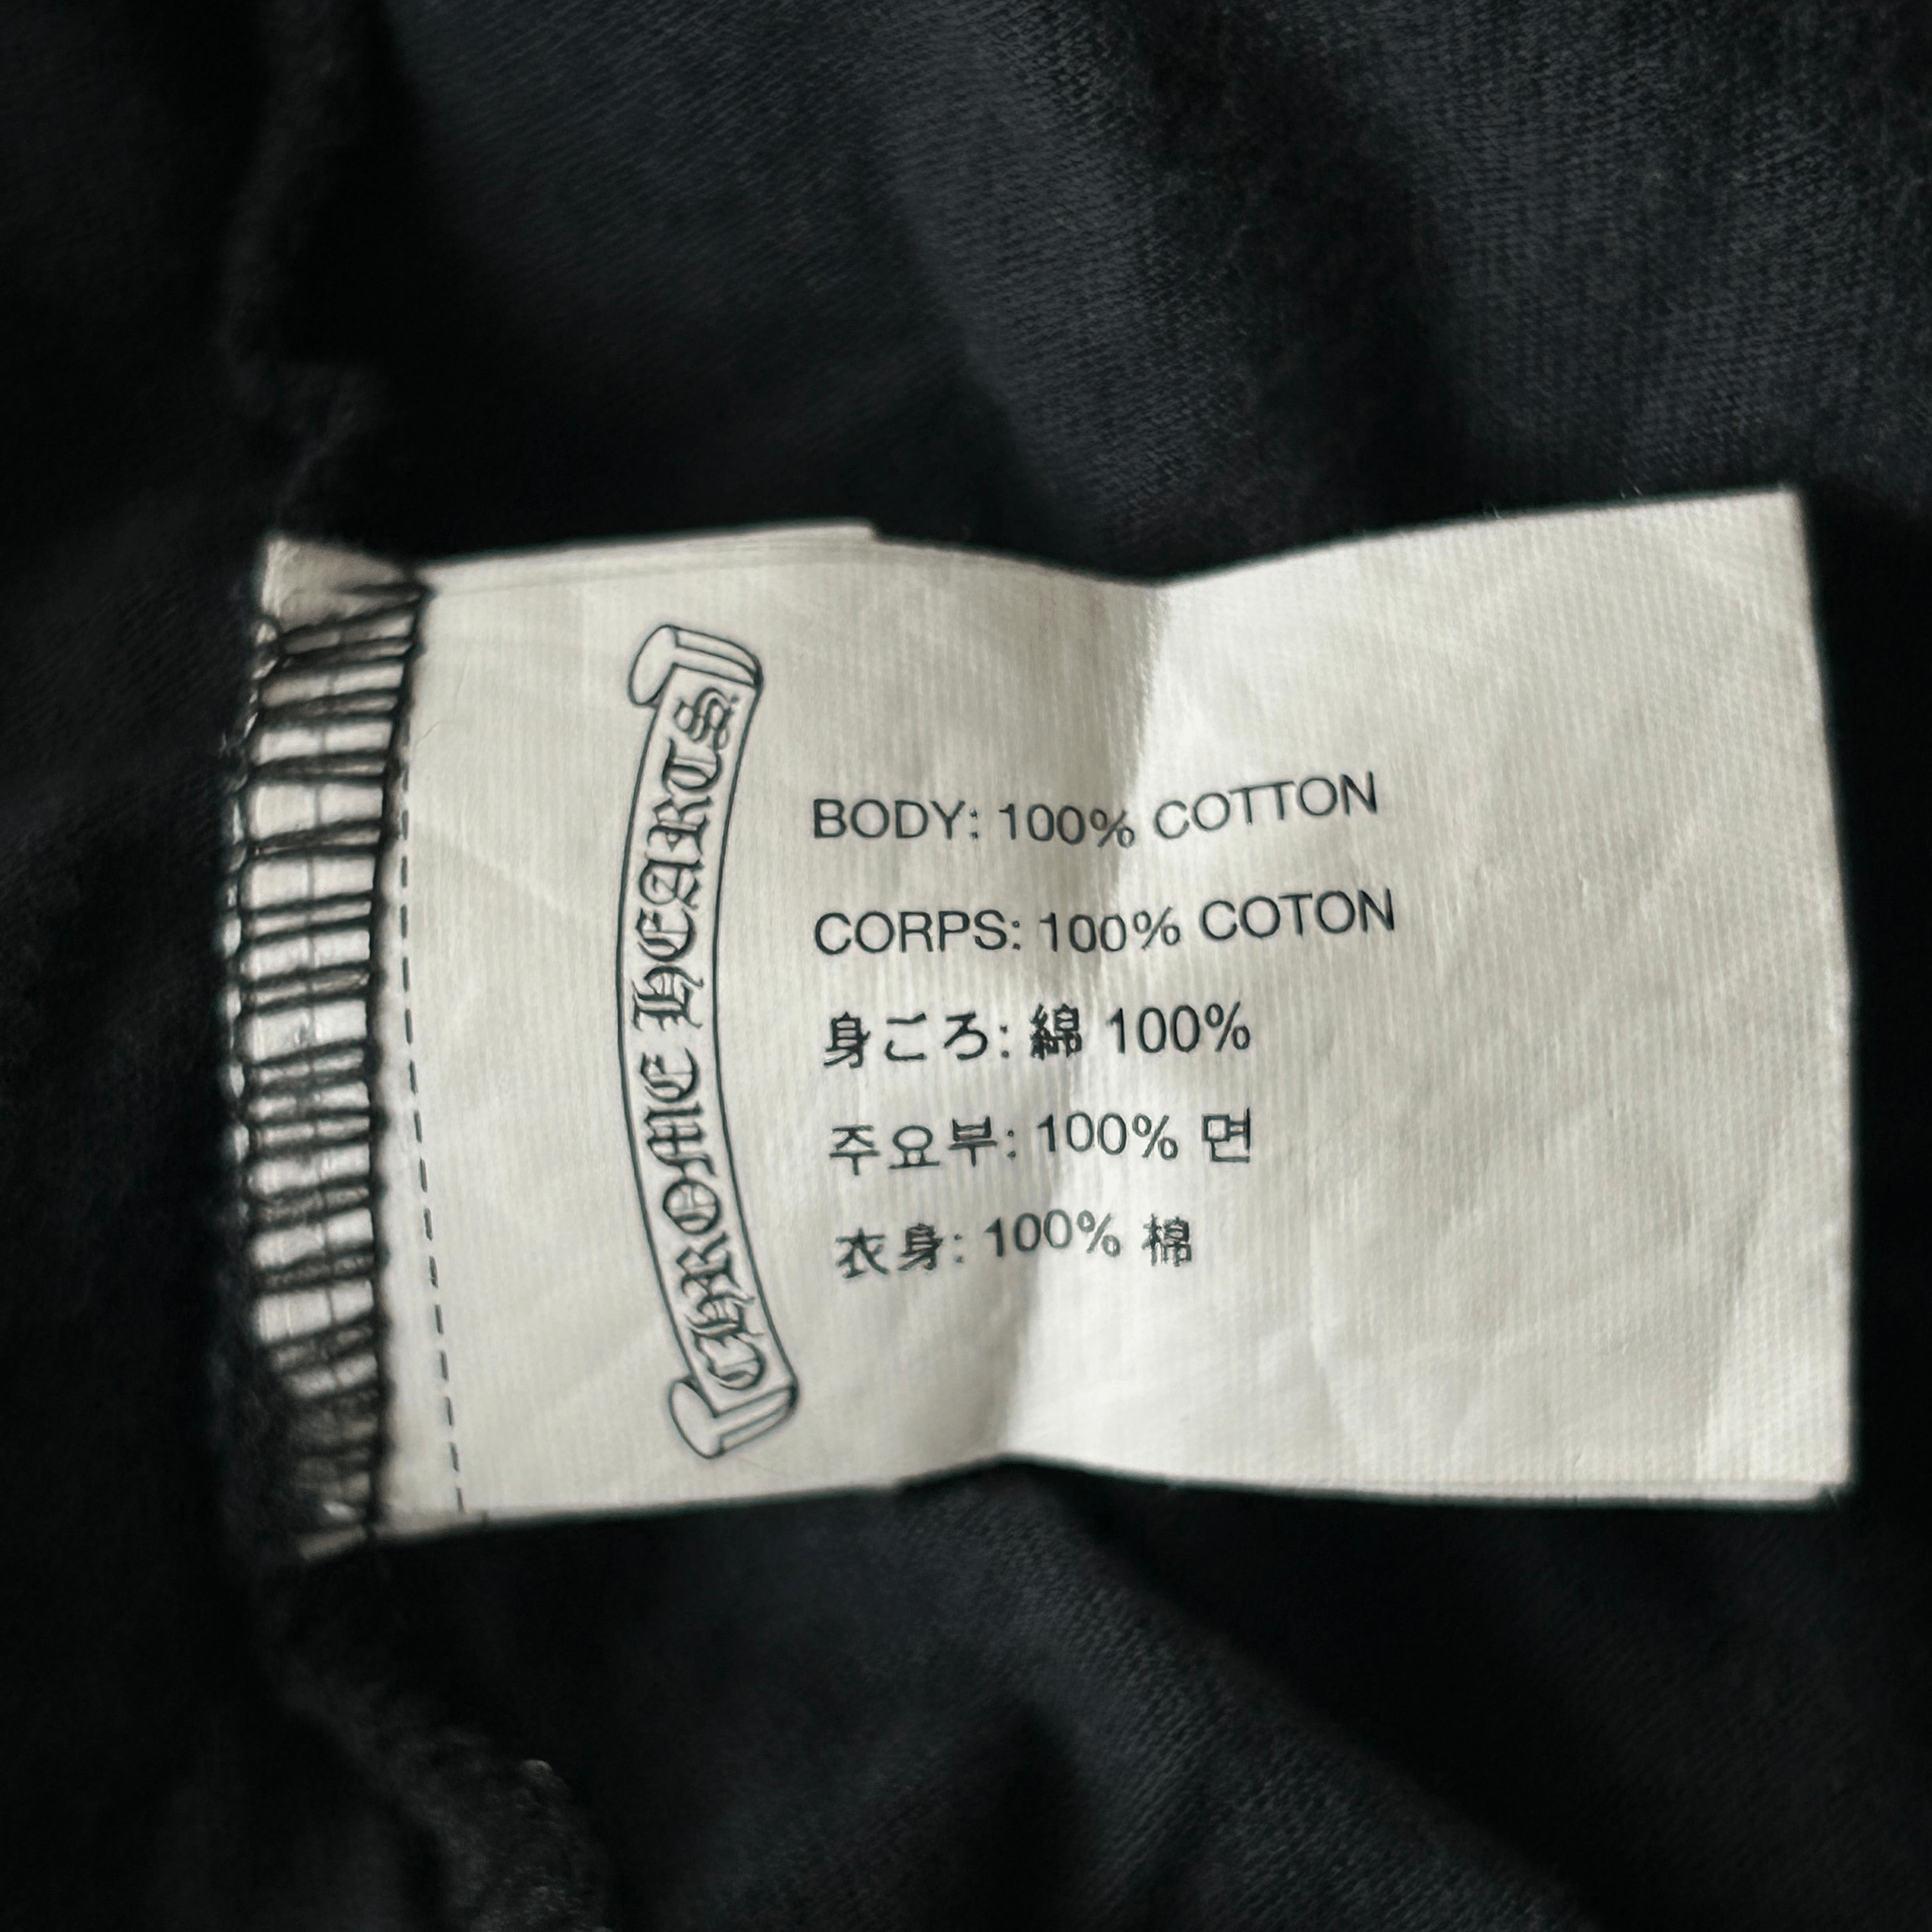 CHROME HEARTS
BODY: 100% COTTON
CORPS: 100% COTON
身ごろ: 綿 100%
주요부: 100% 면
衣身: 100% 棉